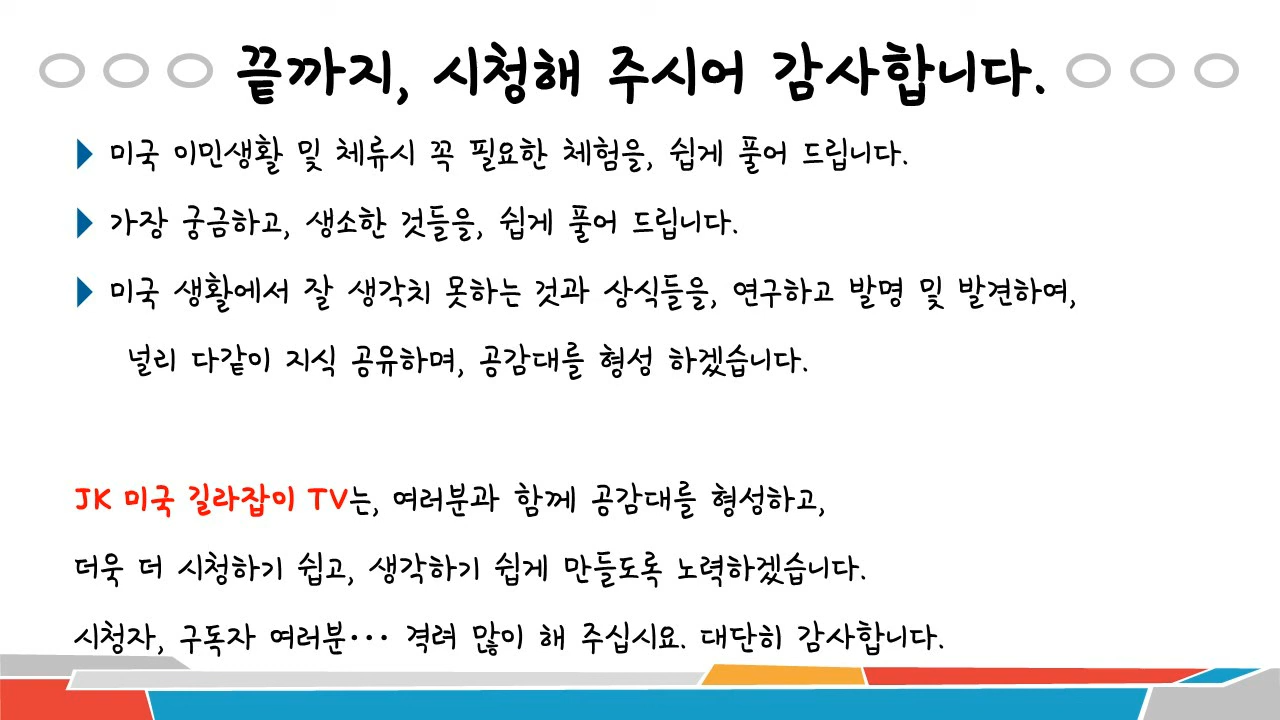 끝까지, 시청해 주시어 감사합니다.
미국 이민생활 및 체류시 꼭 필요한 체험을, 쉽게 풀어 드립니다.
가장 궁금하고, 생소한 것들을, 쉽게 풀어 드립니다.
미국 생활에서 잘 생각치 못하는 것과 상식들을, 연구하고 발명 및 발견하여,
널리 다같이 지식 공유하며, 공감대를 형성 하겠습니다.
JK 미국 길라잡이 TV는, 여러분과 함께 공감대를 형성하고,
더욱 더 시청하기 쉽고, 생각하기 쉽게 만들도록 노력하겠습니다.
시청자, 구독자 여러분··· 격려 많이 해 주십시요. 대단히 감사합니다.